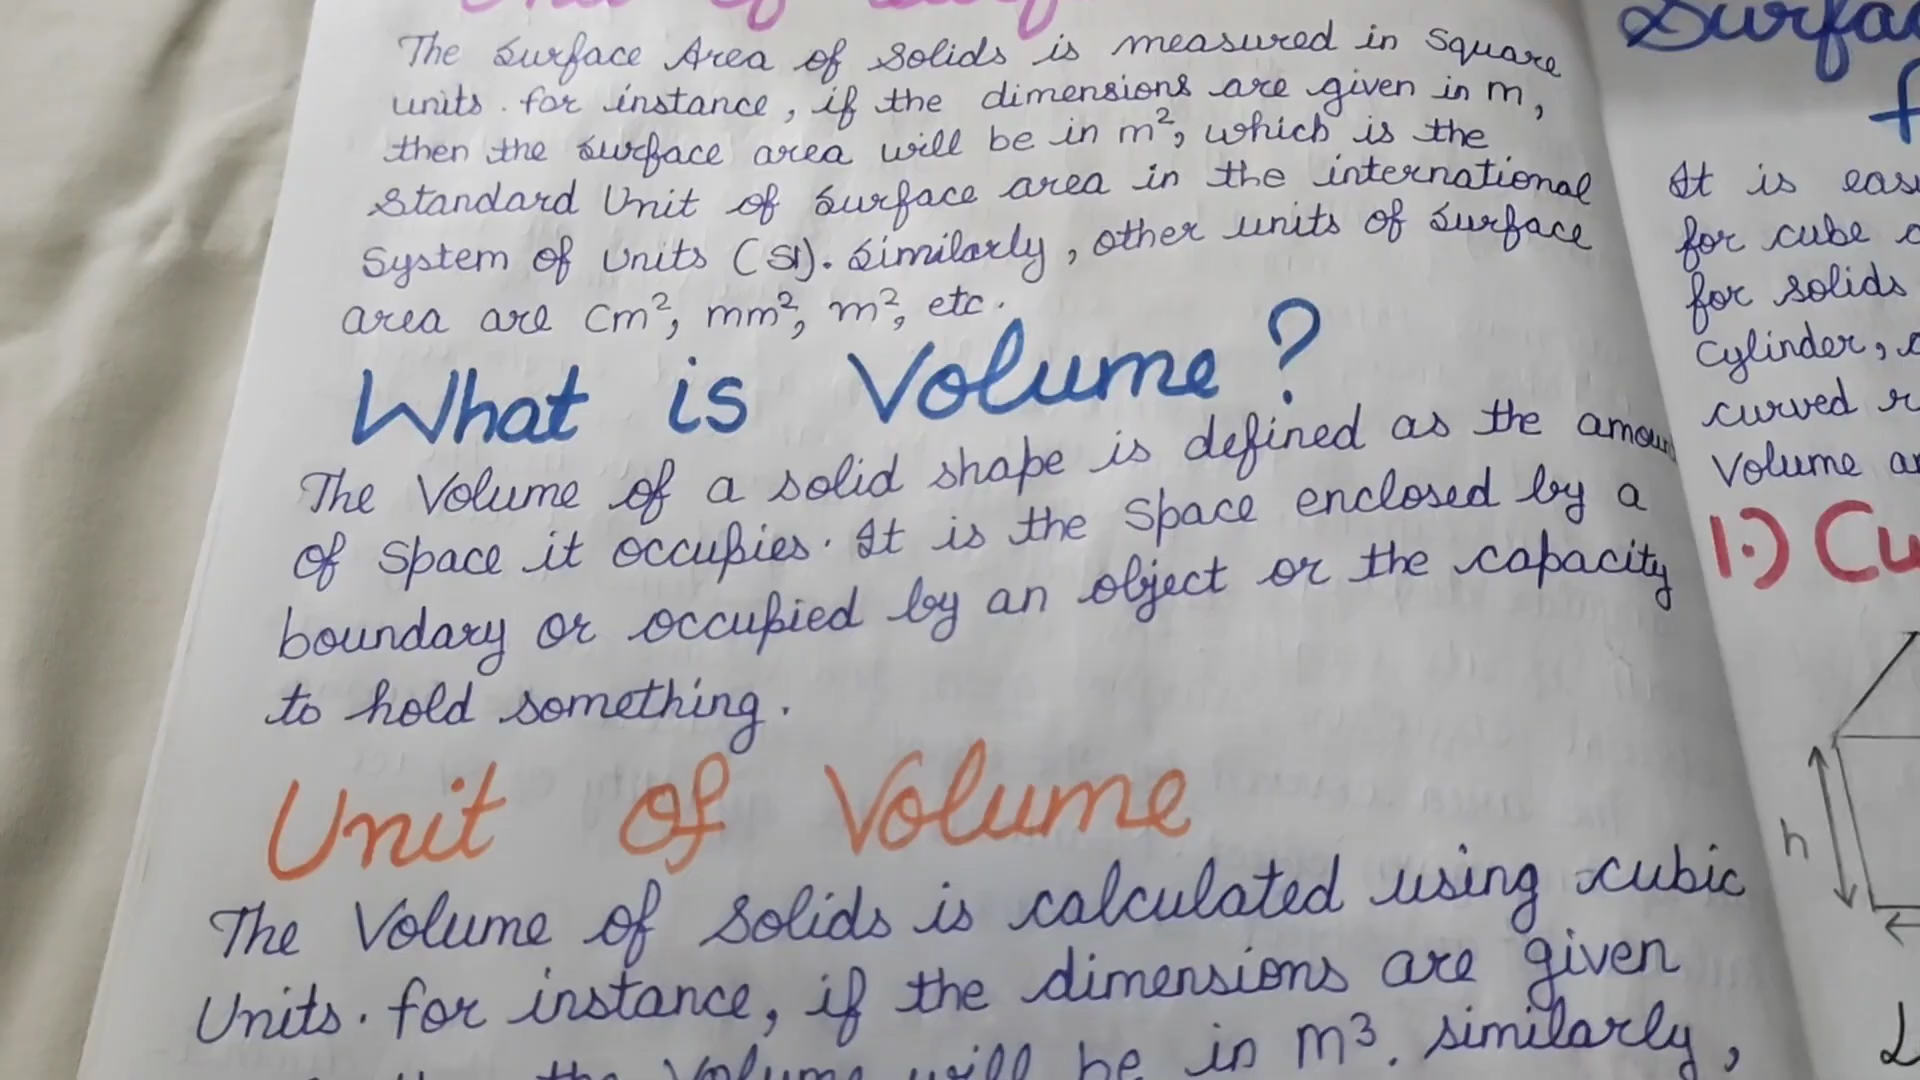 The Surface Area of Solids is measured in Square
units. for instance, if the dimensions are given in m,
then the surface area will be in m², which is the
Standard Unit of Surface area in the international
System of Units (SI). Similarly, other units of Surface
area are Cm², mm², m², etc.
What is Volume?
The Volume of a solid shape is defined as the amoun
of Space it occupies. It is the Space enclosed by a
boundary or occupied by an object or the capacity
to hold something.
Unit of Volume
The Volume of Solids is calculated using cubic
Units. for instance, if the dimensions are given
the Volume will be in m³. similarly,
Surfa
f
It is eas
for cube
for solids
Cylinder,
curved r
Volume ar
1.) Cu
h